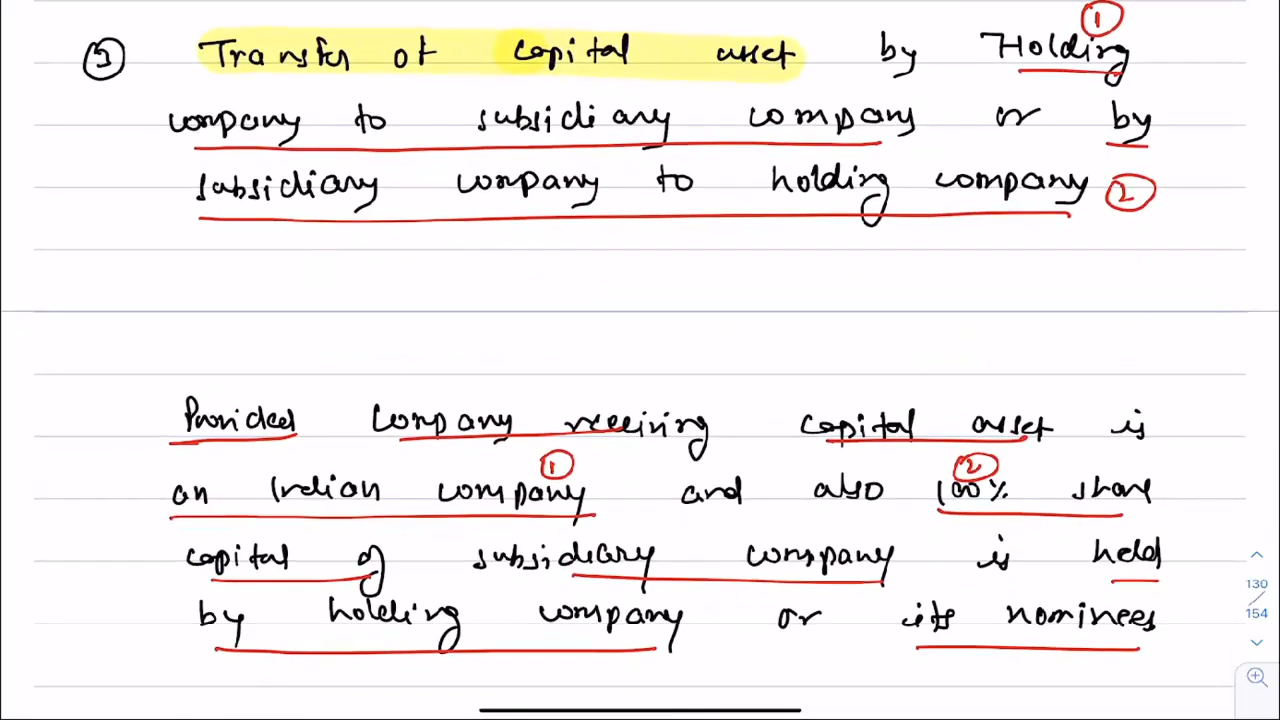 ③ Transfer of capital asset by Holding ①
company to subsidiary company or by
subsidiary company to holding company ②
Provided company receiving capital asset is
an Indian company ① and also 100% ② share
capital of subsidiary company is held
by holding company or its nominees
130
154